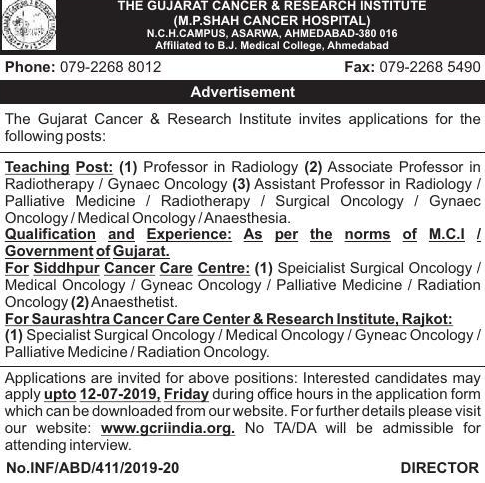 THE GUJARAT CANCER & RESEARCH INSTITUTE
(M.P.SHAH CANCER HOSPITAL)
N.C.H.CAMPUS, ASARWA, AHMEDABAD-380 016
Affiliated to B.J. Medical College, Ahmedabad
Phone: 079-2268 8012 Fax: 079-2268 5490
Advertisement
The Gujarat Cancer & Research Institute invites applications for the
following posts:
Teaching Post: (1) Professor in Radiology (2) Associate Professor in
Radiotherapy / Gynaec Oncology (3) Assistant Professor in Radiology /
Palliative Medicine / Radiotherapy / Surgical Oncology / Gynaec
Oncology / Medical Oncology / Anaesthesia.
Qualification and Experience: As per the norms of M.C.I /
Government of Gujarat.
For Siddhpur Cancer Care Centre: (1) Speicialist Surgical Oncology /
Medical Oncology / Gyneac Oncology / Palliative Medicine / Radiation
Oncology (2) Anaesthetist.
For Saurashtra Cancer Care Center & Research Institute, Rajkot:
(1) Specialist Surgical Oncology / Medical Oncology / Gyneac Oncology /
Palliative Medicine / Radiation Oncology.
Applications are invited for above positions: Interested candidates may
apply upto 12-07-2019, Friday during office hours in the application form
which can be downloaded from our website. For further details please visit
our website: www.gcriindia.org. No TA/DA will be admissible for
attending interview.
No.INF/ABD/411/2019-20 DIRECTOR